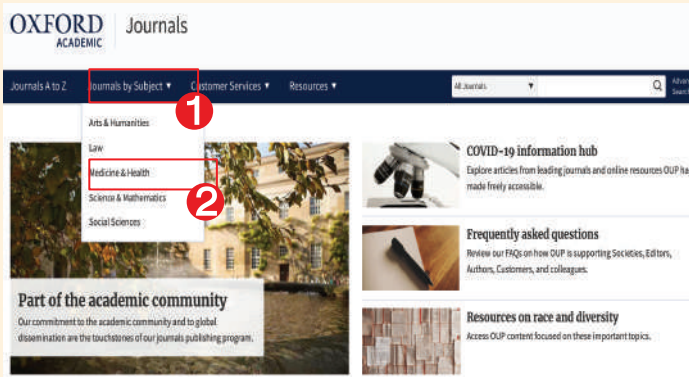 OXFORD
ACADEMIC
Journals
Journals A to Z
Journals by Subject ▼
Customer Services ▼
Resources ▼
All Journals ▼
1
Arts & Humanities
Law
Medicine & Health
2
Science & Mathematics
Social Sciences
Part of the academic community
Our commitment to the academic community and to global
dissemination are the touchstones of our journals publishing program.
COVID-19 information hub
Explore articles from leading journals and online resources OUP ha
made freely accessible.
Frequently asked questions
Review our FAQs on how OUP is supporting Societies, Editors,
Authors, Customers, and colleagues.
Resources on race and diversity
Access OUP content focused on these important topics.